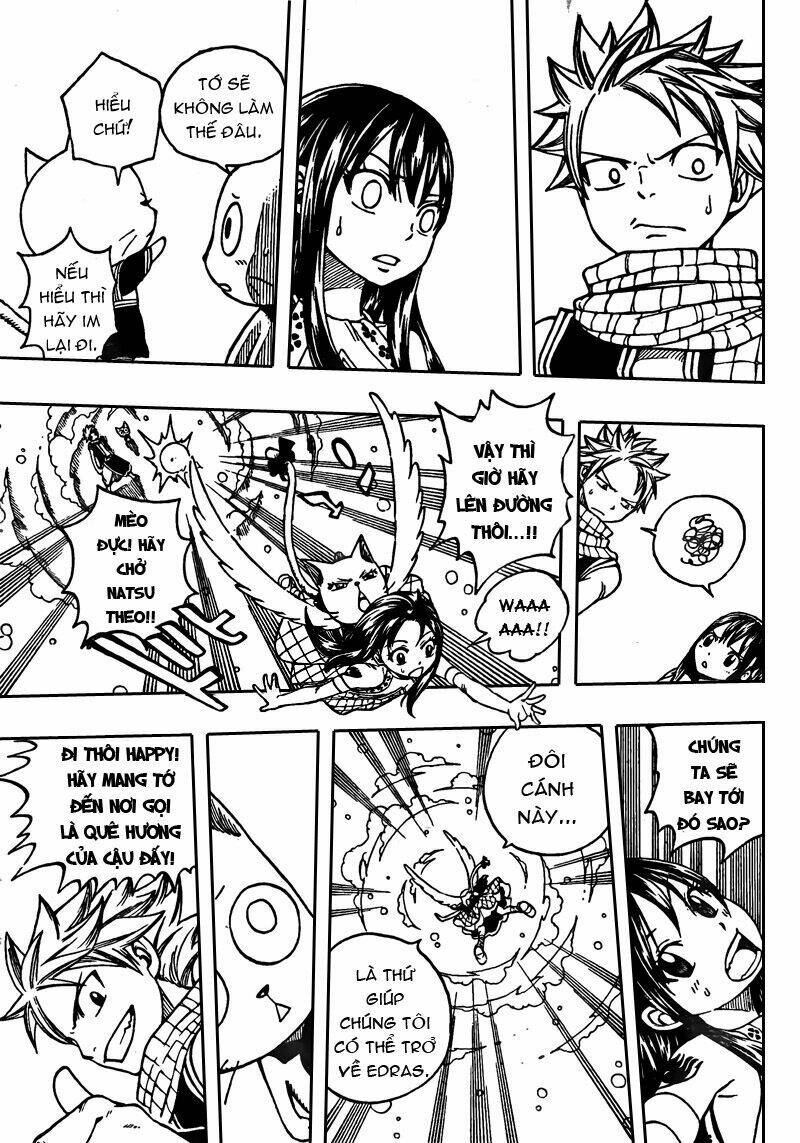 TỚ SẼ
KHÔNG LÀM
THẾ ĐÂU.
HIỂU
CHỨ!
NẾU
HIỂU THÌ
HÃY IM
LẠI ĐI.
VẬY THÌ
GIỜ HÃY
LÊN ĐƯỜNG
THÔI...!!
WAAA
AAA!!
MÈO
ĐỰC! HÃY
CHỞ
NATSU
THEO!!
CHÚNG
TA SẼ
BAY TỚI
ĐÓ SAO?
ĐÔI
CÁNH
NÀY...
LÀ THỨ
GIÚP
CHÚNG TÔI
CÓ THỂ TRỞ
VỀ EDRAS.
ĐI THÔI HAPPY!
HÃY MANG TỚ
ĐẾN NƠI GỌI
LÀ QUÊ HƯƠNG
CỦA CẬU ĐẤY!